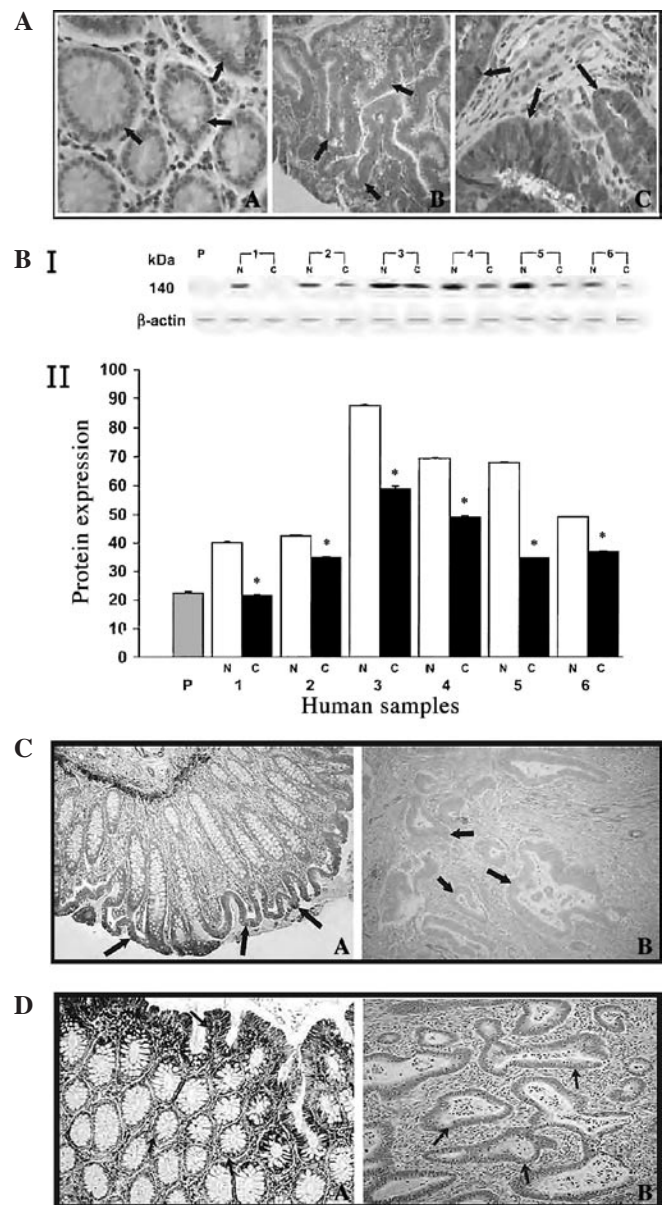 A
A B C
B I
kDa P 1 2 3 4 5 6
N C N C N C N C N C N C
140
β-actin
II
Protein expression
100
90
80
70
60
50
40
30
20
10
0
* * * * * *
N C N C N C N C N C N C
P 1 2 3 4 5 6
Human samples
C
A B
D
A B